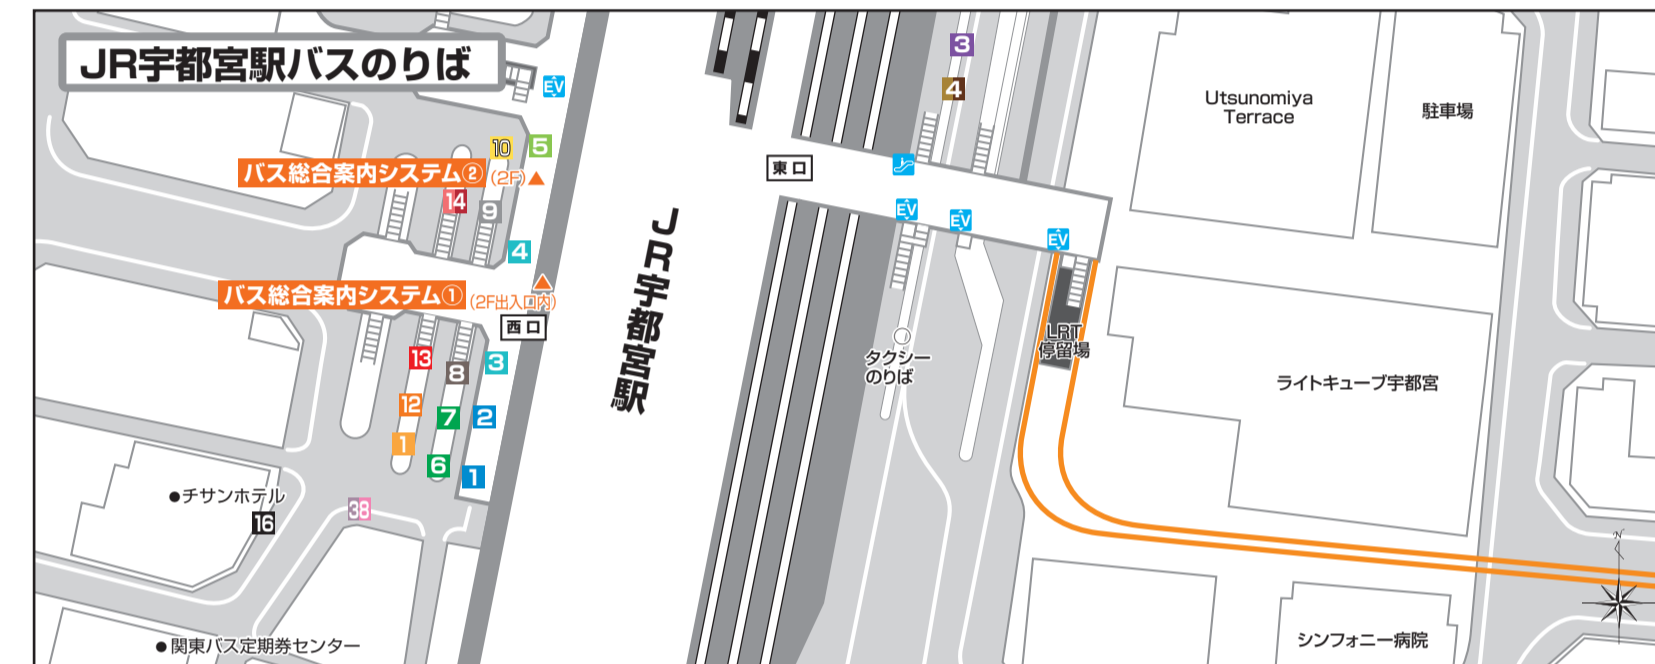 JR宇都宮駅バスのりば
EV
10
5
バス総合案内システム②
(2F)
14
9
4
バス総合案内システム①
(2F出入口内)
西口
13
8
3
12
7
2
1
6
1
38
●チサンホテル
16
●関東バス定期券センター
JR宇都宮駅
3
4
東口
EV
EV
EV
タクシー
のりば
LRT
停留場
Utsunomiya
Terrace
駐車場
ライトキューブ宇都宮
シンフォニー病院
N